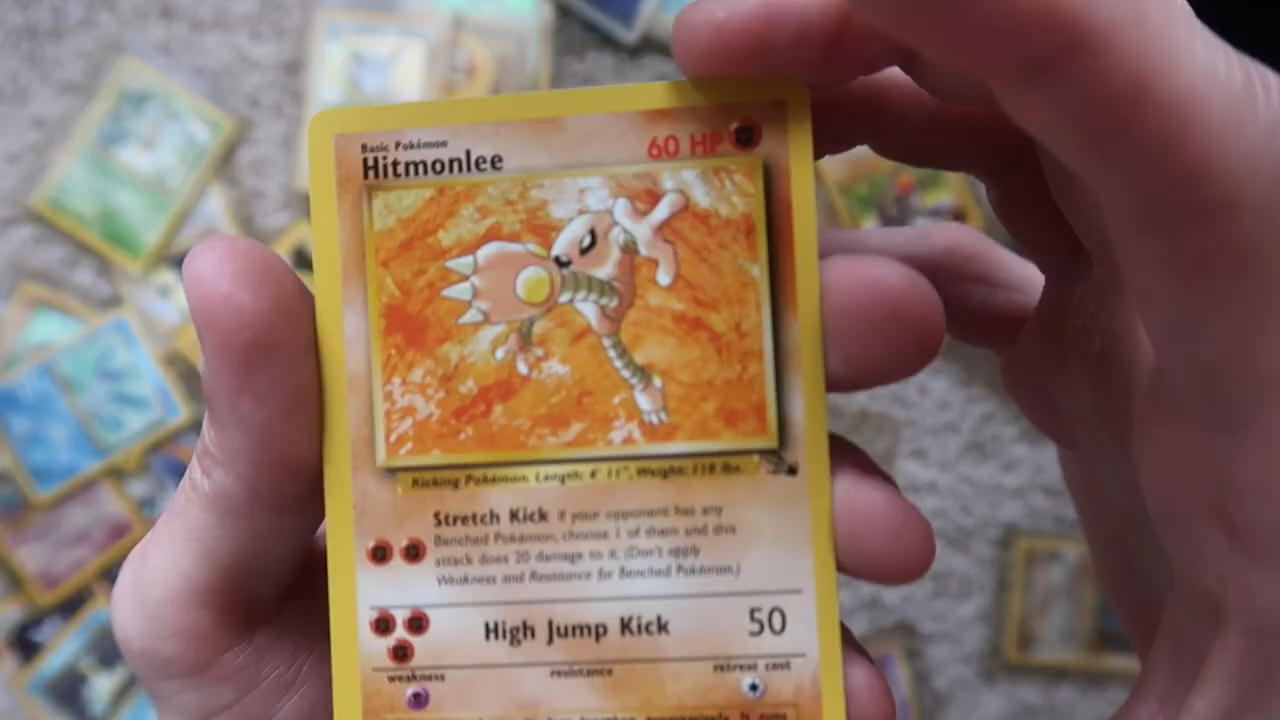 Basic Pokémon
Hitmonlee
60 HP
Kicking Pokémon. Length: 4' 11", Weight: 110 lbs.
Stretch Kick If your opponent has any
Benched Pokémon, choose 1 of them and this
attack does 20 damage to it. (Don't apply
Weakness and Resistance for Benched Pokémon.)
High Jump Kick 50
weakness resistance retreat cost